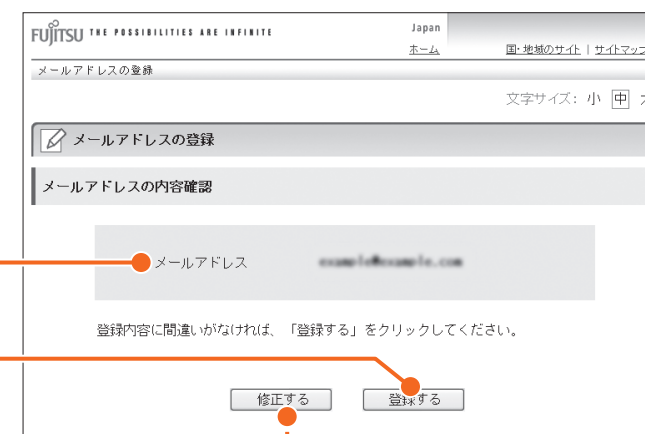 FUJITSU THE POSSIBILITIES ARE INFINITE
Japan
ホーム
国・地域のサイト | サイトマップ
メールアドレスの登録
文字サイズ: 小 中
メールアドレスの登録
メールアドレスの内容確認
メールアドレス
登録内容に間違いがなければ、「登録する」をクリックしてください。
修正する 登録する